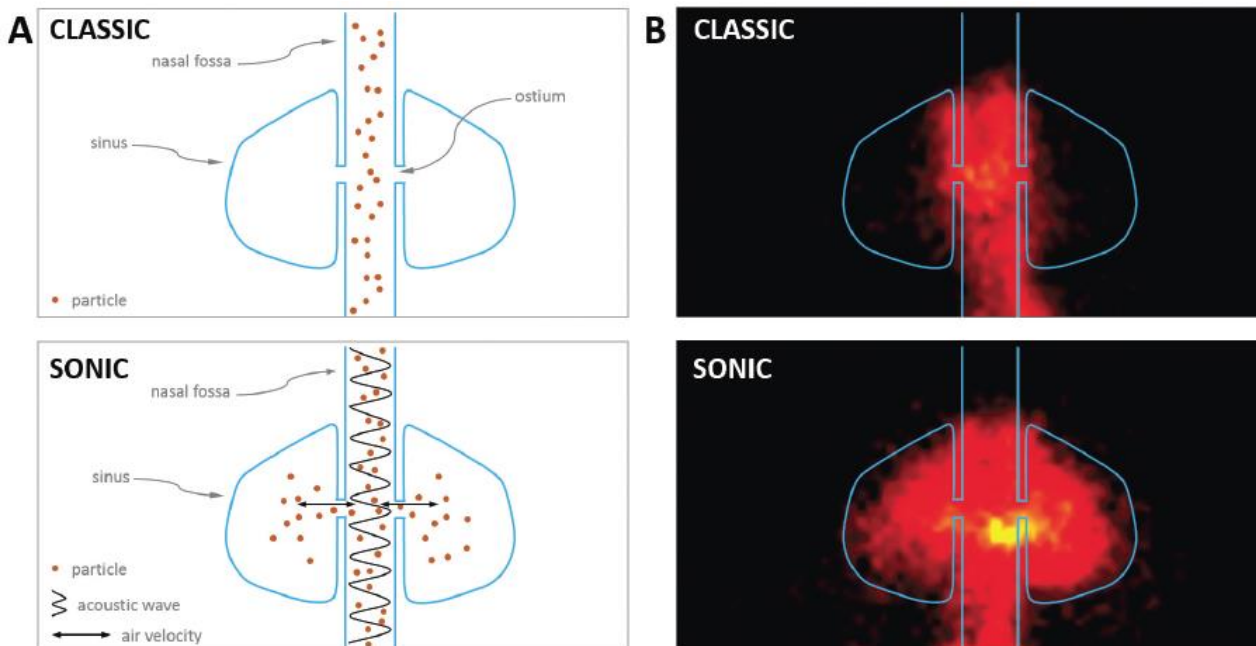 A
CLASSIC
nasal fossa
ostium
sinus
particle
B
CLASSIC
SONIC
nasal fossa
sinus
particle
acoustic wave
air velocity
SONIC